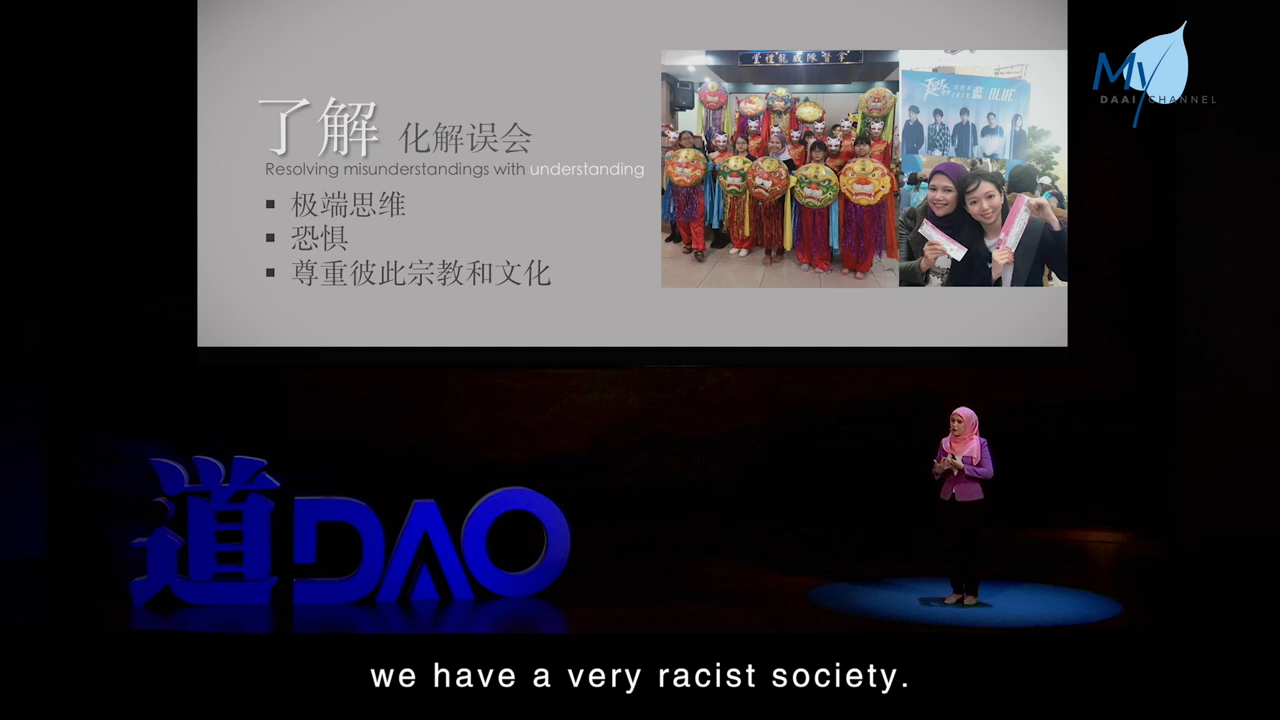 了解 化解误会
Resolving misunderstandings with understanding
▪ 极端思维
▪ 恐惧
▪ 尊重彼此宗教和文化
BLUE
My
DAAI CHANNEL
道DAO
we have a very racist society.